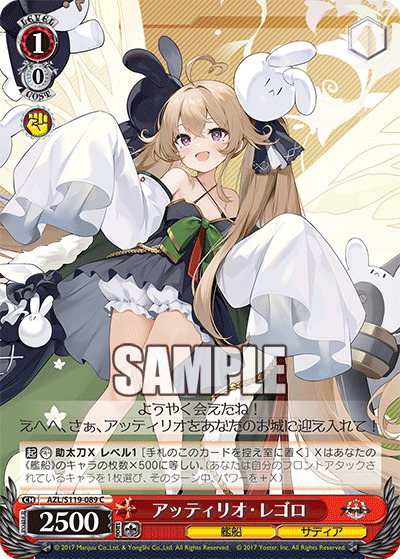 LEVEL
1
0
COST
SAMPLE
ようやく会えたね!
えへへ、さぁ、アッティリオをあなたのお城に迎え入れて!
起 助太刀X レベル1 [手札のこのカードを控え室に置く] Xはあなたの
《艦船》のキャラの枚数×500に等しい。(あなたは自分のフロントアタックさ
れているキャラを1枚選び、そのターン中、パワーを+X)
CH AZL/S119-089 C
2500 アッティリオ・レゴロ
艦船 サディア
© 2017 Manjuu Co.,Ltd. & YongShi Co.,Ltd. All Rights Reserved. © 2017 Yostar, Inc. All Rights Reserved.